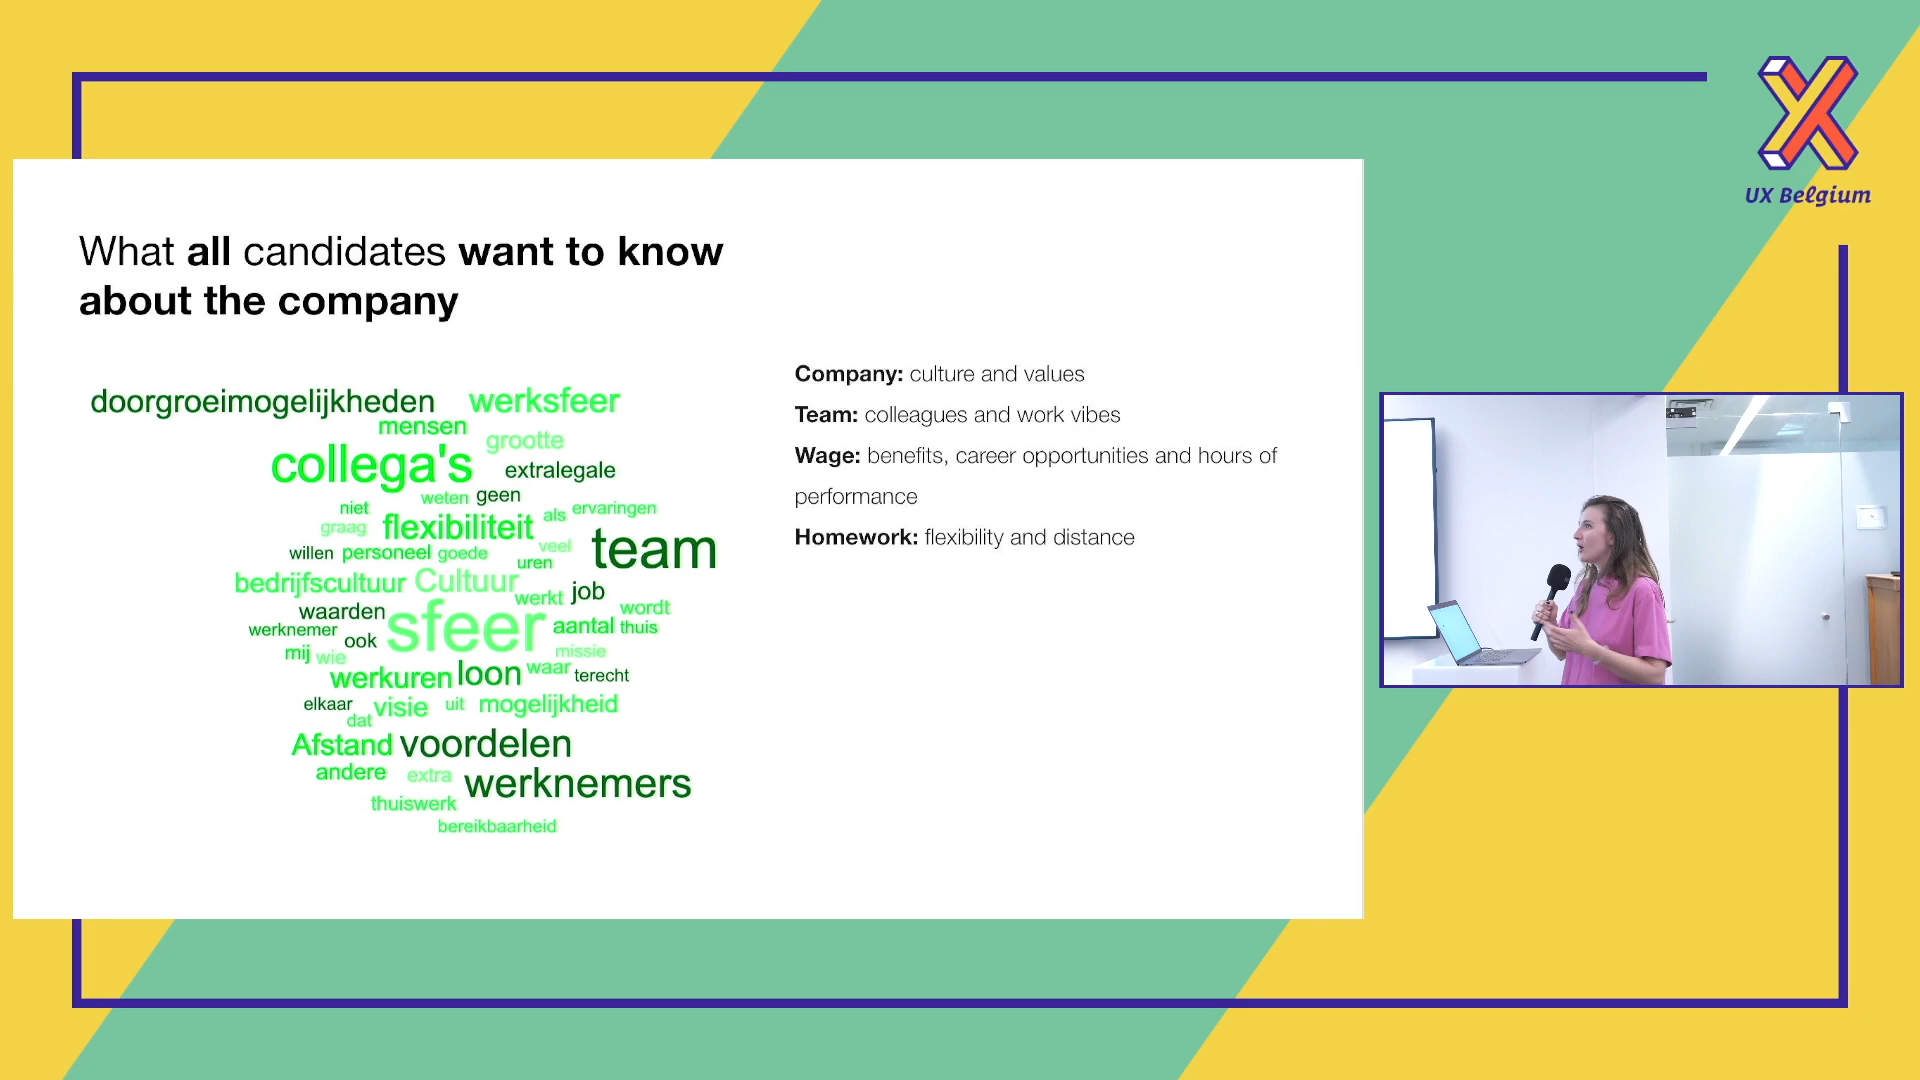 UX Belgium
What all candidates want to know
about the company
doorgroeimogelijkheden werksfeer
mensen
grootte
collega's
extralegale
weten geen
niet
als ervaringen
graag flexibiliteit
team
willen personeel goede
veel
uren
bedrijfscultuur Cultuur
werkt job
waarden
sfeer
wordt
werknemer
ook
aantal thuis
mij wie
missie
werkuren loon waar terecht
elkaar
visie uit mogelijkheid
dat
Afstand voordelen
andere extra werknemers
thuiswerk
bereikbaarheid
Company: culture and values
Team: colleagues and work vibes
Wage: benefits, career opportunities and hours of
performance
Homework: flexibility and distance